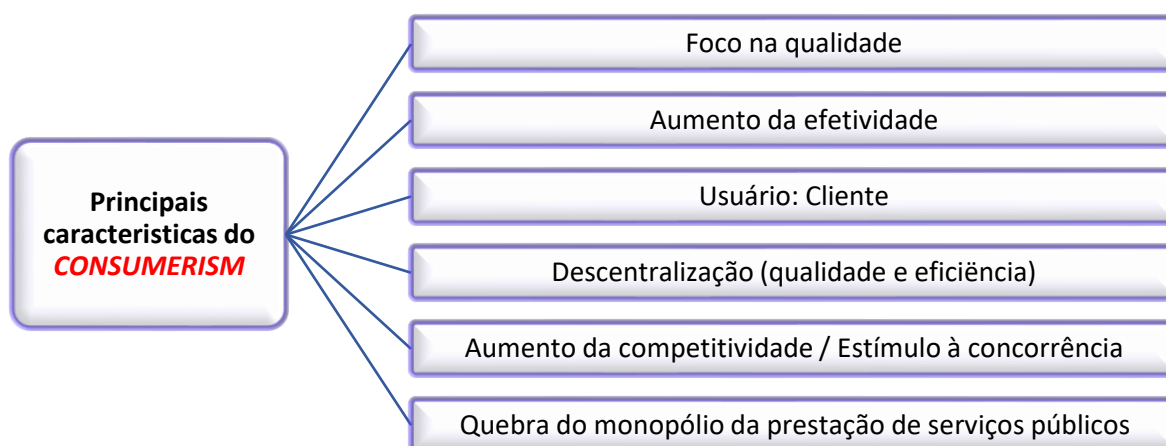 Principais
caracteristicas do
CONSUMERISM
Foco na qualidade
Aumento da efetividade
Usuário: Cliente
Descentralização (qualidade e eficiëncia)
Aumento da competitividade / Estímulo à concorrência
Quebra do monopólio da prestação de serviços públicos